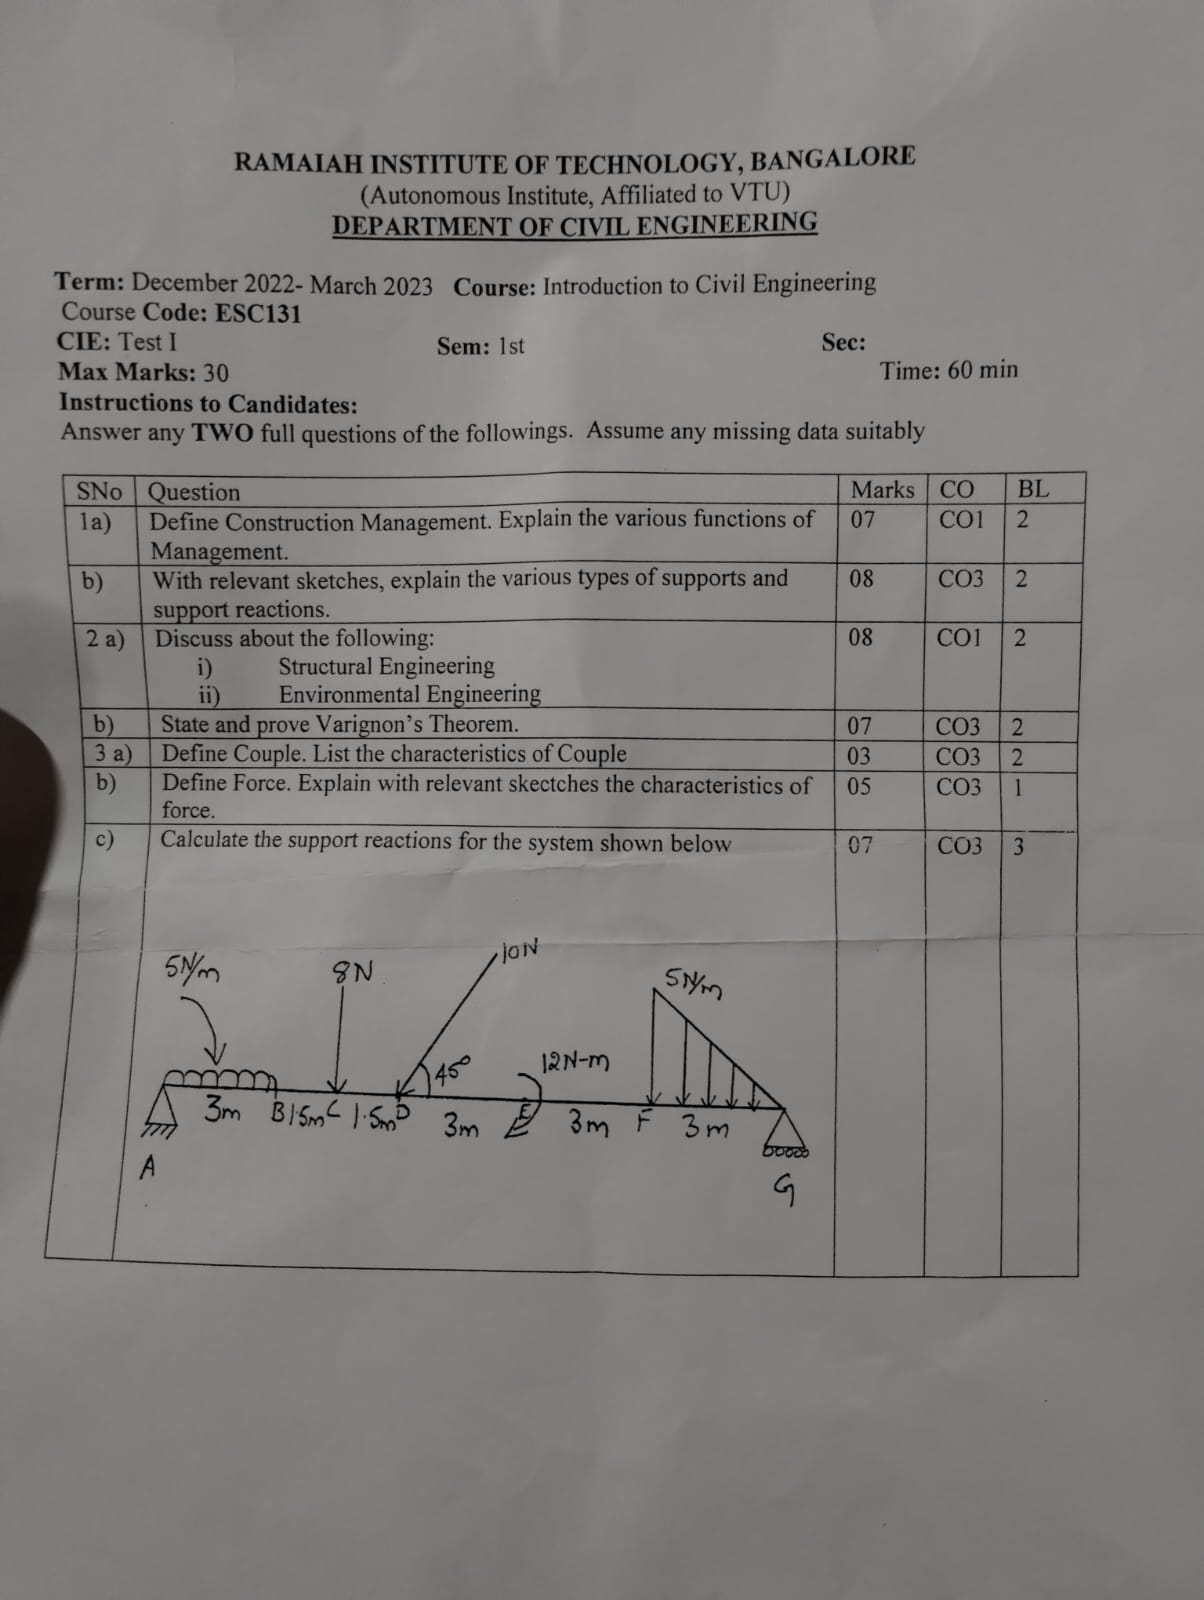 RAMAIAH INSTITUTE OF TECHNOLOGY, BANGALORE
(Autonomous Institute, Affiliated to VTU)
DEPARTMENT OF CIVIL ENGINEERING
Term: December 2022- March 2023 Course: Introduction to Civil Engineering
Course Code: ESC131
CIE: Test I Sem: 1st Sec:
Max Marks: 30 Time: 60 min
Instructions to Candidates:
Answer any TWO full questions of the followings. Assume any missing data suitably
SNo Question Marks CO BL
1a) Define Construction Management. Explain the various functions of 07 CO1 2
Management.
b) With relevant sketches, explain the various types of supports and 08 CO3 2
support reactions.
2 a) Discuss about the following: 08 CO1 2
i) Structural Engineering
ii) Environmental Engineering
b) State and prove Varignon's Theorem. 07 CO3 2
3 a) Define Couple. List the characteristics of Couple 03 CO3 2
b) Define Force. Explain with relevant skectches the characteristics of 05 CO3 1
force.
c) Calculate the support reactions for the system shown below 07 CO3 3
5N/m 8N 10N 5N/m
45° 12N-m
3m B 1.5m C 1.5m D 3m E 3m F 3m
A G